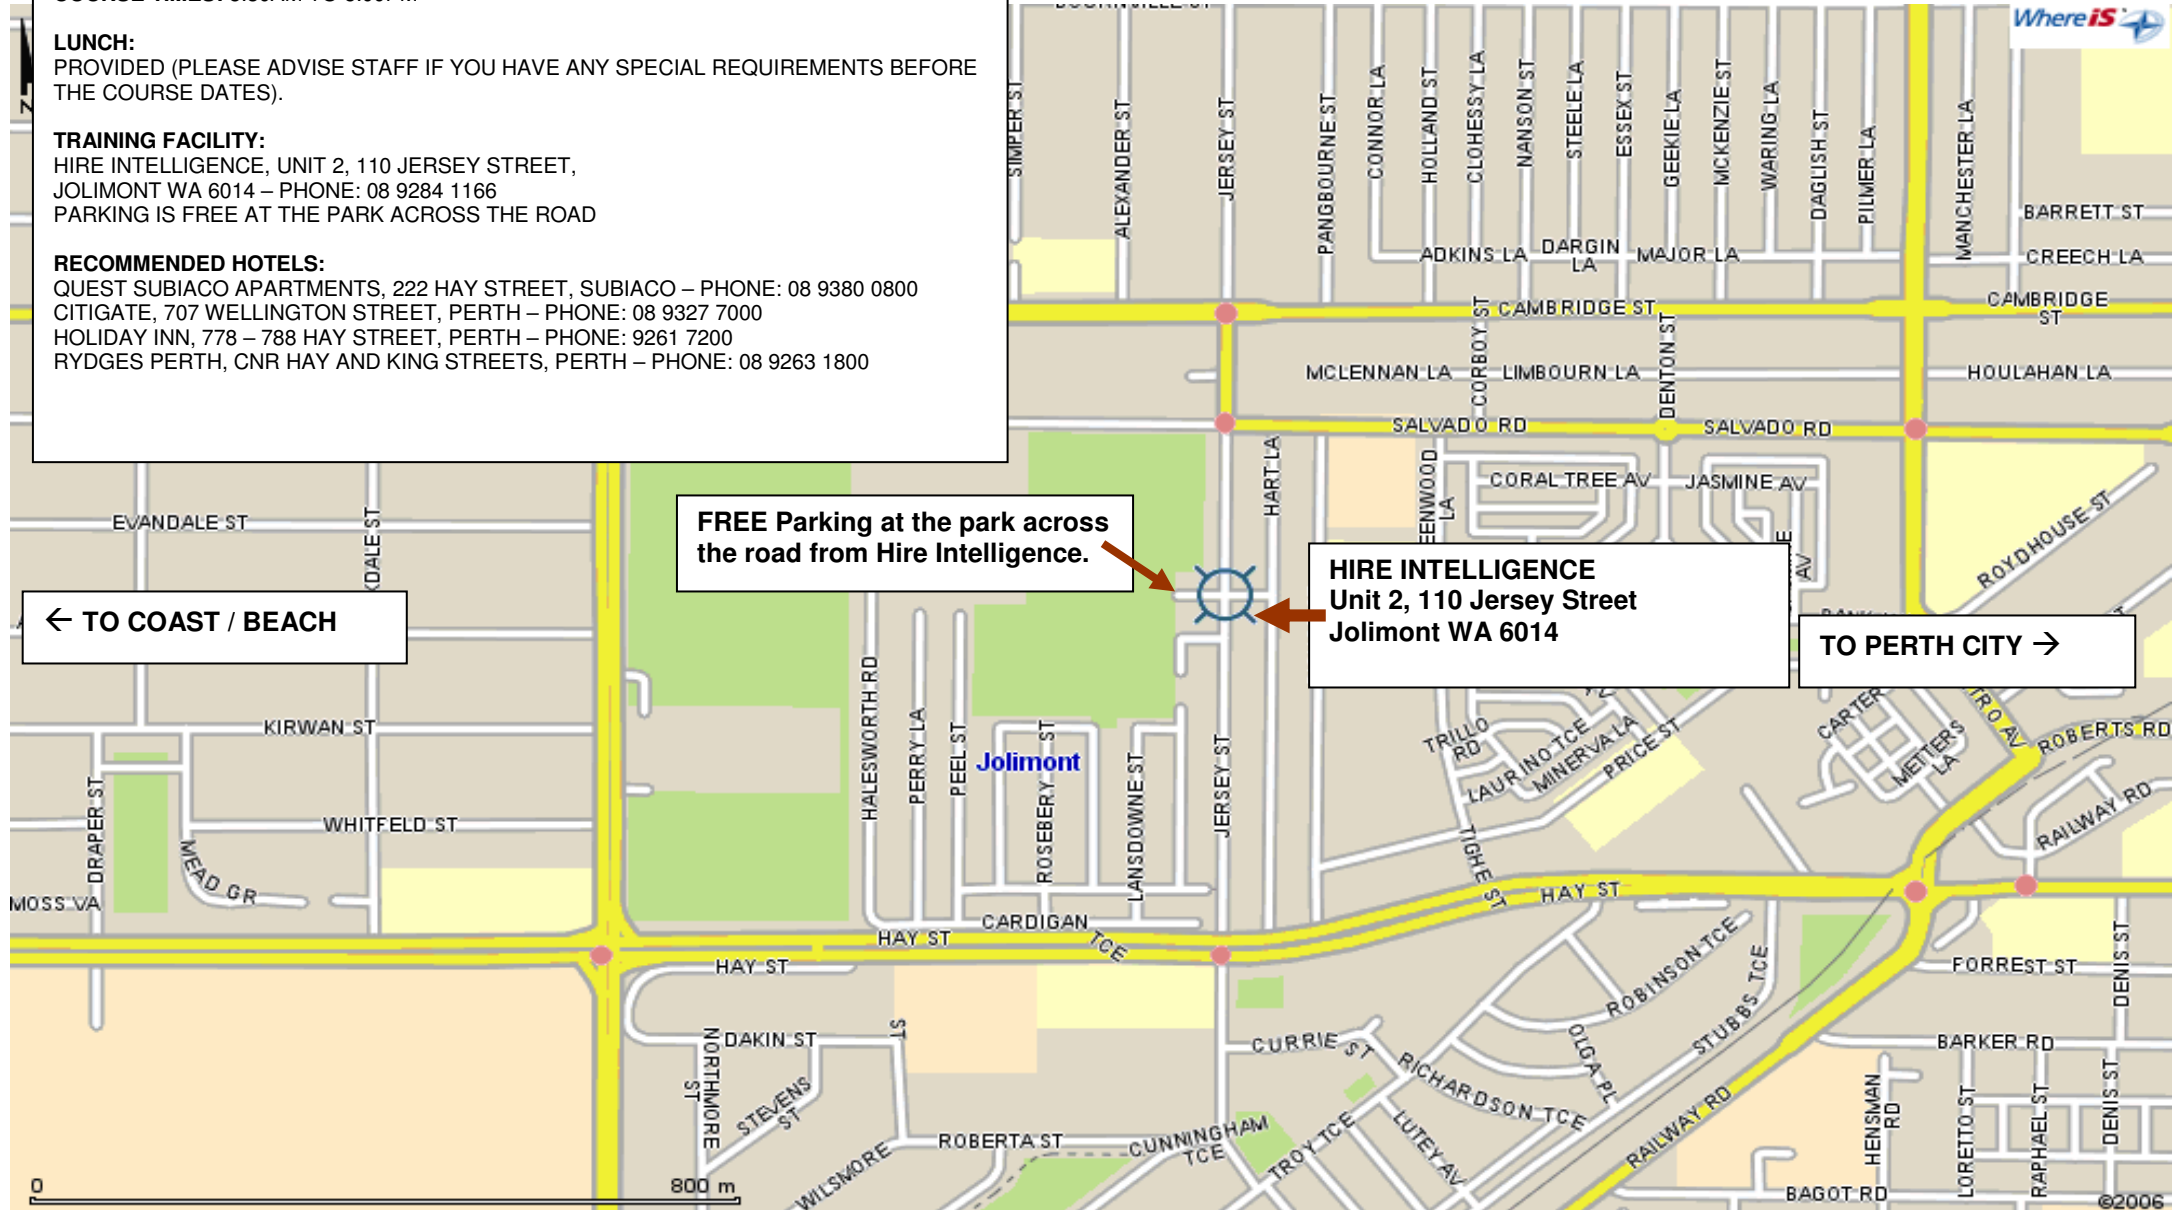 LUNCH:
PROVIDED (PLEASE ADVISE STAFF IF YOU HAVE ANY SPECIAL REQUIREMENTS BEFORE
THE COURSE DATES).
TRAINING FACILITY:
HIRE INTELLIGENCE, UNIT 2, 110 JERSEY STREET,
JOLIMONT WA 6014 – PHONE: 08 9284 1166
PARKING IS FREE AT THE PARK ACROSS THE ROAD
RECOMMENDED HOTELS:
QUEST SUBIACO APARTMENTS, 222 HAY STREET, SUBIACO – PHONE: 08 9380 0800
CITIGATE, 707 WELLINGTON STREET, PERTH – PHONE: 08 9327 7000
HOLIDAY INN, 778 – 788 HAY STREET, PERTH – PHONE: 9261 7200
RYDGES PERTH, CNR HAY AND KING STREETS, PERTH – PHONE: 08 9263 1800
WhereiS
SIMPER ST
ALEXANDER ST
JERSEY ST
PANGBOURNE ST
CONNOR LA
HOLLAND ST
CLOHESSY LA
NANSON ST
STEELE LA
ESSEX ST
GEEKIE LA
MCKENZIE ST
WARING LA
DAGLISH ST
PILMER LA
MANCHESTER LA
BARRETT ST
ADKINS LA
DARGIN LA
MAJOR LA
CREECH LA
CAMBRIDGE ST
CAMBRIDGE
ST
CORBOY ST
DENTON ST
MCLENNAN LA
LIMBOURN LA
HOULAHAN LA
SALVADO RD
SALVADO RD
HART LA
EENWOOD
LA
CORAL TREE AV
JASMINE AV
AV
ROYDHOUSE ST
EVANDALE ST
KDALE ST
FREE Parking at the park across
the road from Hire Intelligence.
HIRE INTELLIGENCE
Unit 2, 110 Jersey Street
Jolimont WA 6014
← TO COAST / BEACH
TO PERTH CITY →
KIRWAN ST
HALESWORTH RD
PERRY LA
PEEL ST
Jolimont
ROSEBERY ST
LANSDOWNE ST
JERSEY ST
TRILLO
RD
LAURINO TCE
MINERVA LA
PRICE ST
CARTER
METTERS
LA
TRO AV
ROBERTS RD
RAILWAY RD
DRAPER ST
WHITFELD ST
MEAD GR
MOSS VA
TIGHE ST
HAY ST
CARDIGAN
TCE
HAY ST
HAY ST
ROBINSON TCE
STUBBS TCE
FORREST ST
DENIS ST
NORTHMORE
ST
DAKIN ST
ST
STEVENS
ST
CURRIE ST
OLGA PL
RICHARDSON TCE
BARKER RD
HENSMAN
RD
LORETTO ST
RAPHAEL ST
DENIS ST
WILSMORE
ROBERTA ST
CUNNINGHAM
TCE
TROY TCE
LUTEY AV
RAILWAY RD
BAGOT RD
0
800 m
©2006